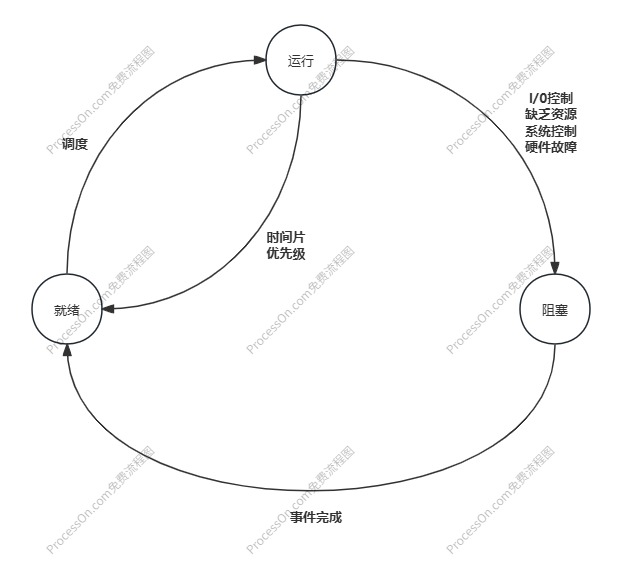 运行
I/0控制
缺乏资源
系统控制
硬件故障
调度
时间片
优先级
就绪
阻塞
事件完成
ProcessOn.com免费流程图
ProcessOn.com免费流程图
ProcessOn.com免费流程图
ProcessOn.com免费流程图
ProcessOn.com免费流程图
ProcessOn.com免费流程图
ProcessOn.com免费流程图
ProcessOn.com免费流程图
ProcessOn.com免费流程图